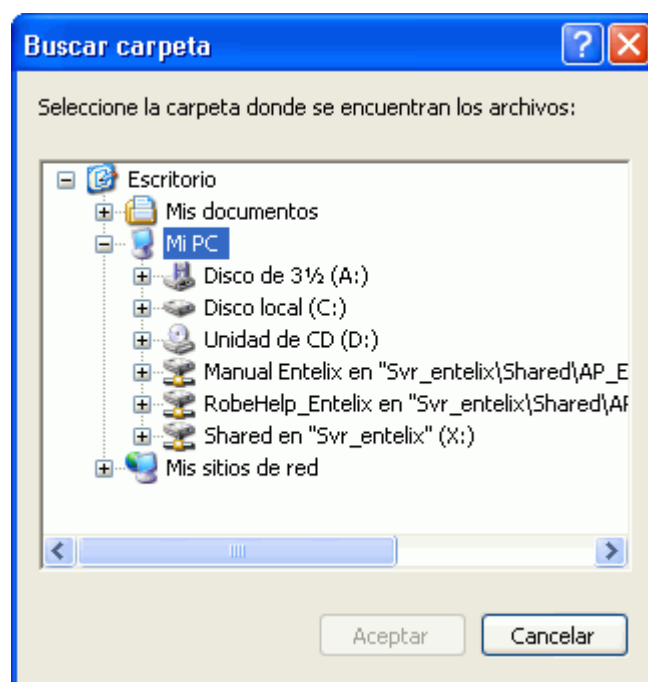 Buscar carpeta
Seleccione la carpeta donde se encuentran los archivos:
Escritorio
Mis documentos
Mi PC
Disco de 3½ (A:)
Disco local (C:)
Unidad de CD (D:)
Manual Entelix en "Svr_entelix\Shared\AP_E
RobeHelp_Entelix en "Svr_entelix\Shared\AP
Shared en "Svr_entelix" (X:)
Mis sitios de red
Aceptar
Cancelar